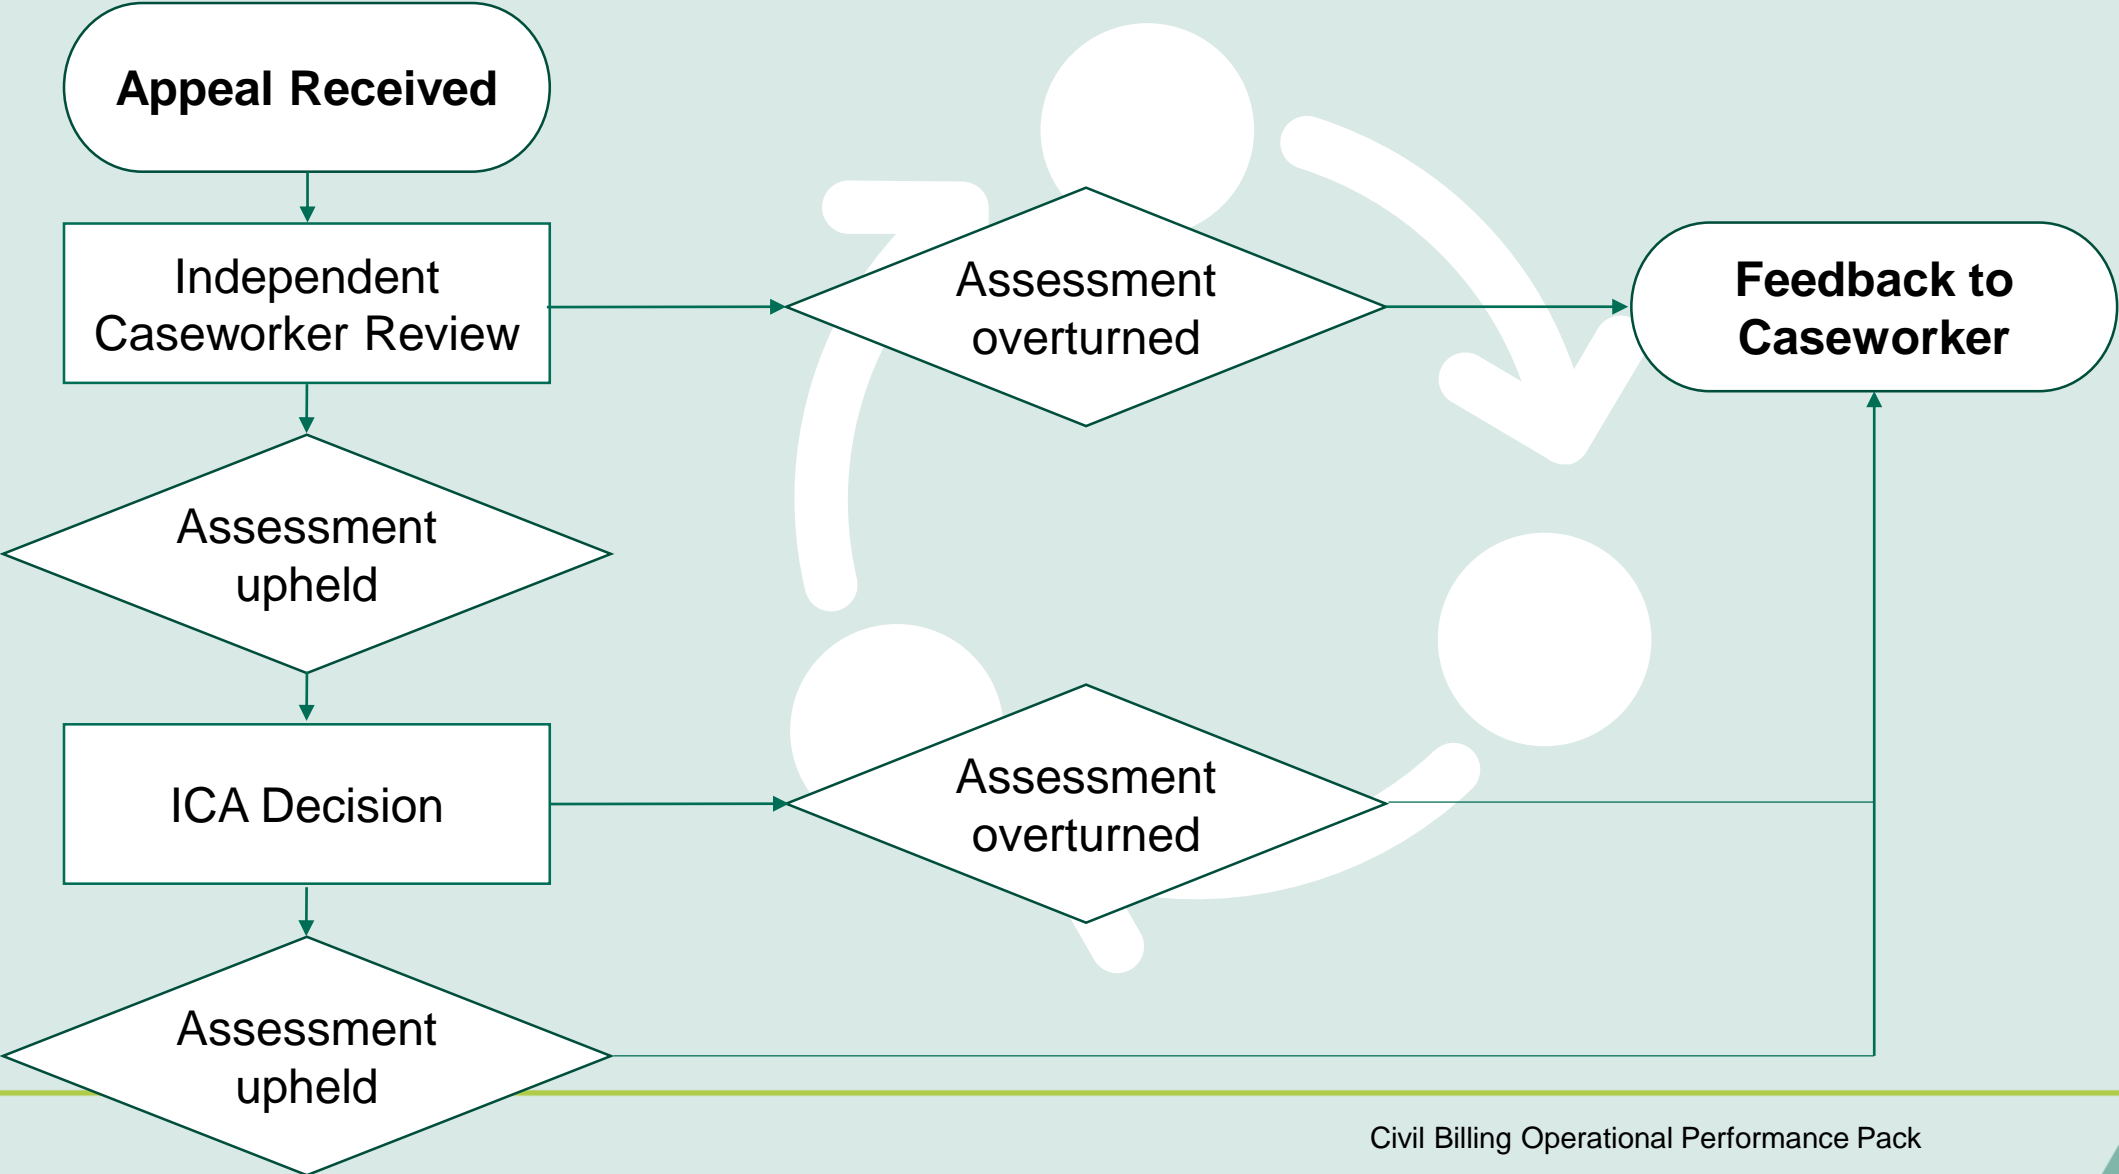 Appeal Received
Independent
Caseworker Review
Assessment
overturned
Feedback to
Caseworker
Assessment
upheld
ICA Decision
Assessment
overturned
Assessment
upheld
Civil Billing Operational Performance Pack